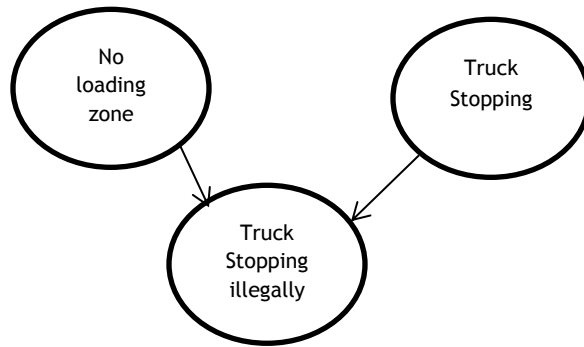 No
loading
zone
Truck
Stopping
Truck
Stopping
illegally